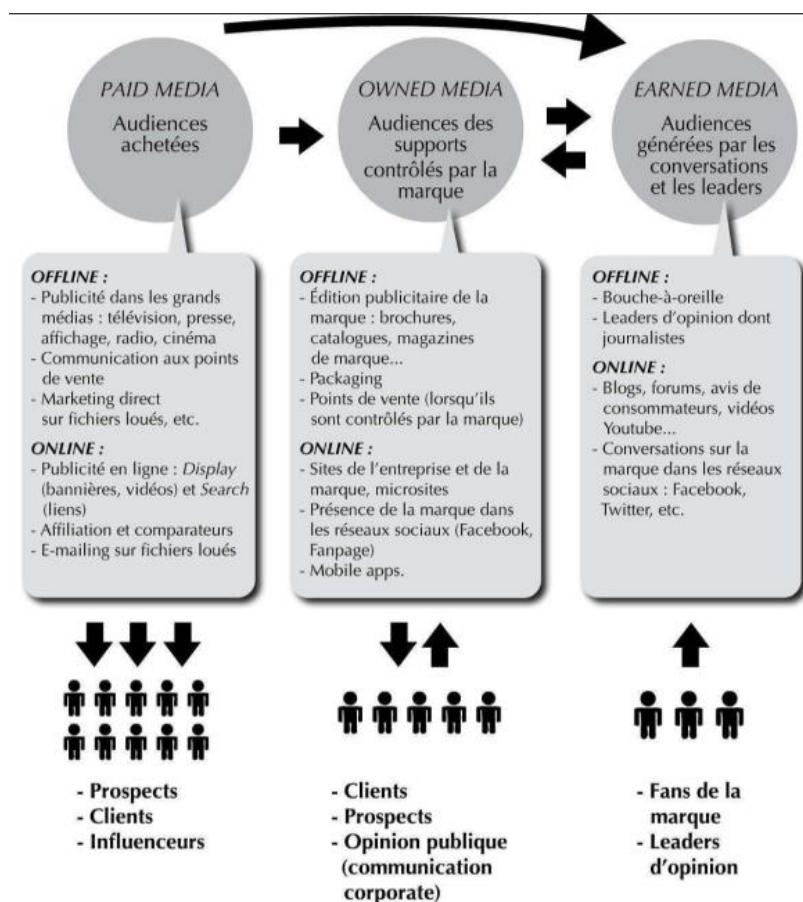 PAID MEDIA
Audiences
achetées
OWNED MEDIA
Audiences des
supports
contrôlés par la
marque
EARNED MEDIA
Audiences
générées par les
conversations
et les leaders
OFFLINE :
- Publicité dans les grands
médias : télévision, presse,
affichage, radio, cinéma
- Communication aux points
de vente
- Marketing direct
sur fichiers loués, etc.
ONLINE :
- Publicité en ligne : Display
(bannières, vidéos) et Search
(liens)
- Affiliation et comparateurs
- E-mailing sur fichiers loués
OFFLINE :
- Édition publicitaire de la
marque : brochures,
catalogues, magazines
de marque...
- Packaging
- Points de vente (lorsqu'ils
sont contrôlés par la marque)
ONLINE :
- Sites de l'entreprise et de la
marque, microsites
- Présence de la marque dans
les réseaux sociaux (Facebook,
Fanpage)
- Mobile apps.
OFFLINE :
- Bouche-à-oreille
- Leaders d'opinion dont
journalistes
ONLINE :
- Blogs, forums, avis de
consommateurs, vidéos
Youtube...
- Conversations sur la
marque dans les réseaux
sociaux : Facebook,
Twitter, etc.
- Prospects
- Clients
- Influenceurs
- Clients
- Prospects
- Opinion publique
(communication
corporate)
- Fans de la
marque
- Leaders
d'opinion